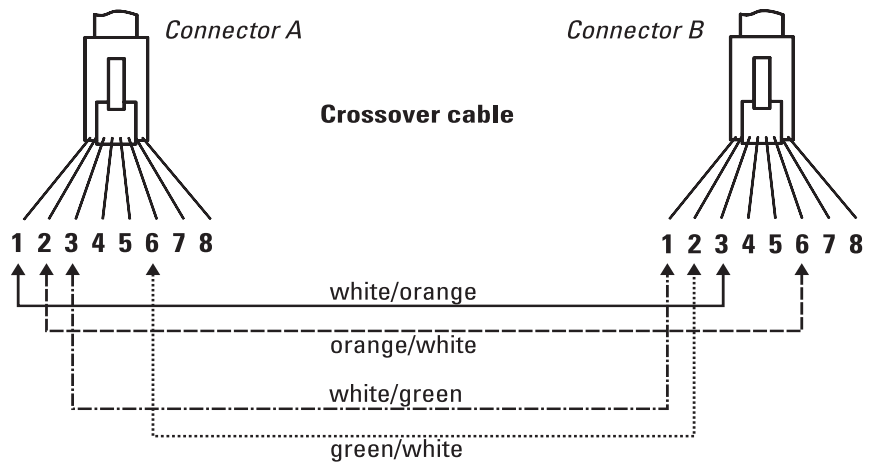 Connector A
Connector B
Crossover cable
1 2 3 4 5 6 7 8
1 2 3 4 5 6 7 8
white/orange
orange/white
white/green
green/white